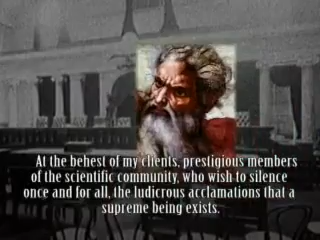 At the behest of my clients, prestigious members
of the scientific community, who wish to silence
once and for all, the ludicrous acclamations that a
supreme being exists.